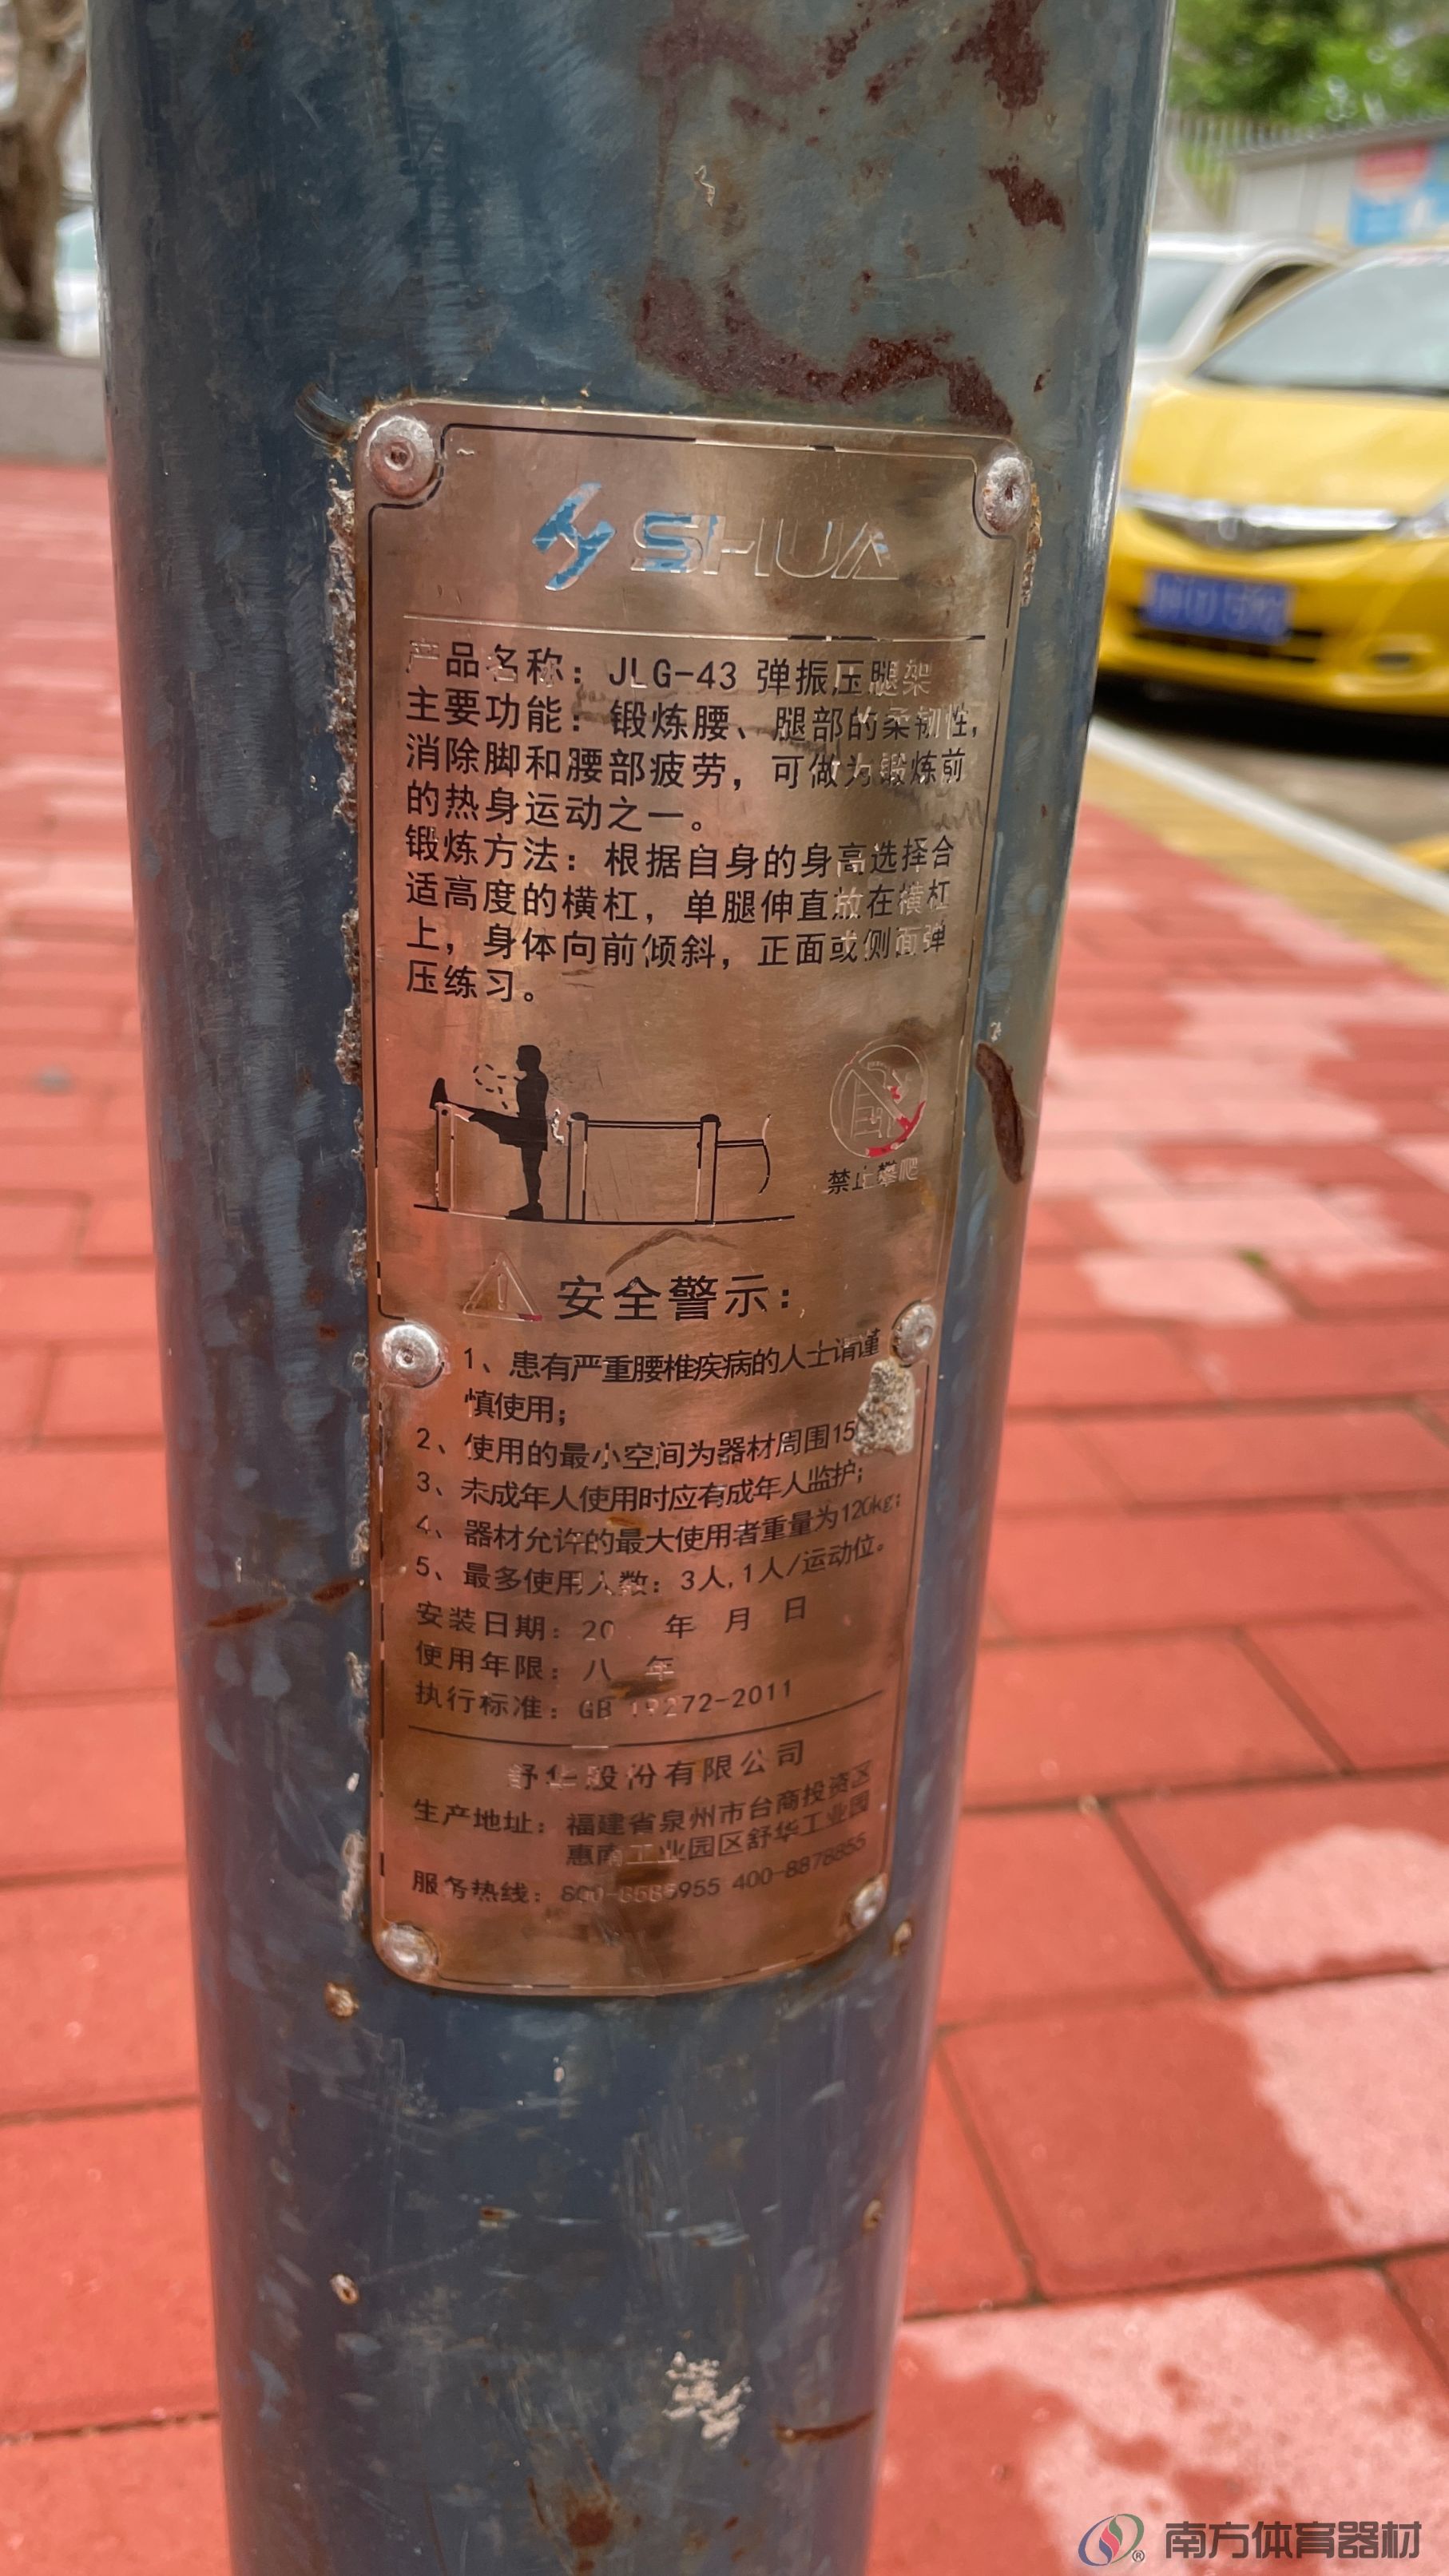 SHUA
产品名称：JLG-43 弹振压腿架
主要功能：锻炼腰、腿部的柔韧性，
消除脚和腰部疲劳，可做为锻炼前
的热身运动之一。
锻炼方法：根据自身的身高选择合
适高度的横杠，单腿伸直放在横杠
上，身体向前倾斜，正面或侧面弹
压练习。
禁止攀爬
安全警示：
1、患有严重腰椎疾病的人士请谨
慎使用；
2、使用的最小空间为器材周围15
3、未成年人使用时应有成年人监护；
4、器材允许的最大使用者重量为120kg；
5、最多使用人数：3人,1人/运动位。
安装日期：20 年 月 日
使用年限：八 年
执行标准：GB 19272-2011
舒华股份有限公司
生产地址：福建省泉州市台商投资区
惠南工业园区舒华工业园
服务热线：800-8585955 400-8878855
南方体育器材